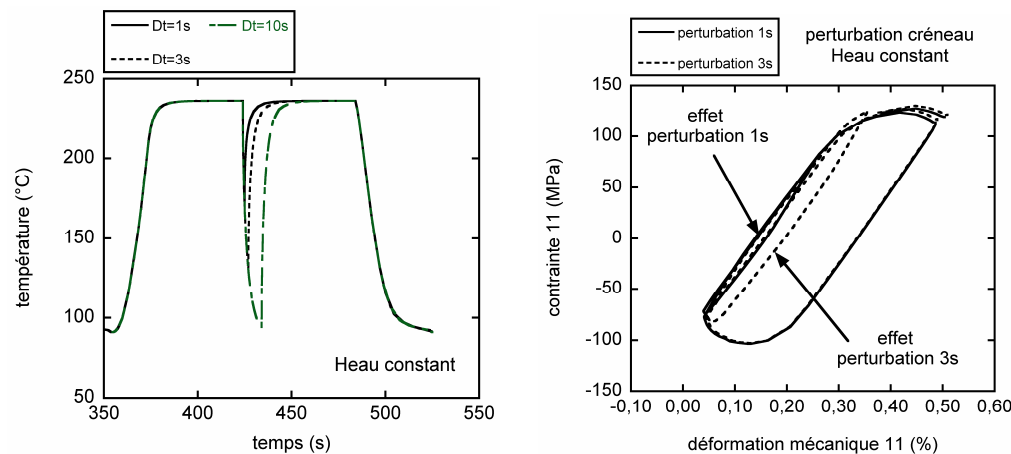 Dt=1s
Dt=10s
Dt=3s
250
200
150
100
50
350
400
450
500
550
température (°C)
temps (s)
Heau constant
perturbation 1s
perturbation 3s
perturbation créneau
Heau constant
effet
perturbation 1s
effet
perturbation 3s
150
100
50
0
-50
-100
-150
-0,10
0,00
0,10
0,20
0,30
0,40
0,50
0,60
contrainte 11 (MPa)
déformation mécanique 11 (%)